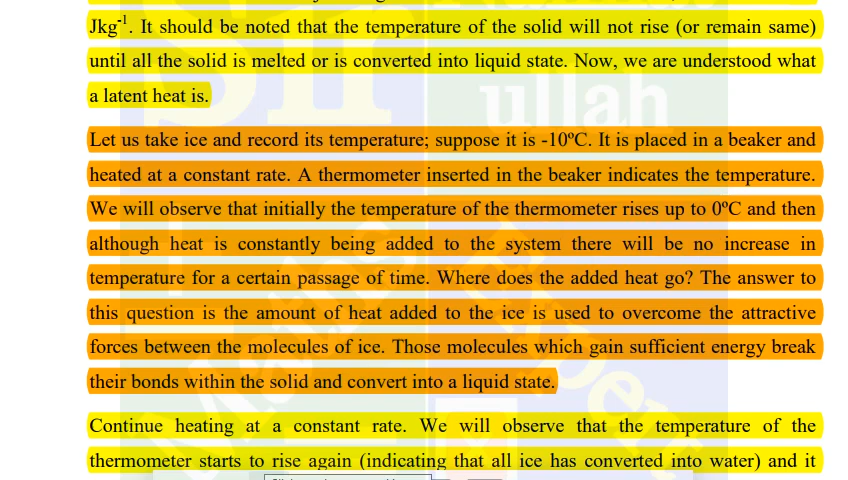 Jkg-1. It should be noted that the temperature of the solid will not rise (or remain same)
until all the solid is melted or is converted into liquid state. Now, we are understood what
a latent heat is.
Let us take ice and record its temperature; suppose it is -10ºC. It is placed in a beaker and
heated at a constant rate. A thermometer inserted in the beaker indicates the temperature.
We will observe that initially the temperature of the thermometer rises up to 0ºC and then
although heat is constantly being added to the system there will be no increase in
temperature for a certain passage of time. Where does the added heat go? The answer to
this question is the amount of heat added to the ice is used to overcome the attractive
forces between the molecules of ice. Those molecules which gain sufficient energy break
their bonds within the solid and convert into a liquid state.
Continue heating at a constant rate. We will observe that the temperature of the
thermometer starts to rise again (indicating that all ice has converted into water) and it
Sir
ullah
Maths
Expert